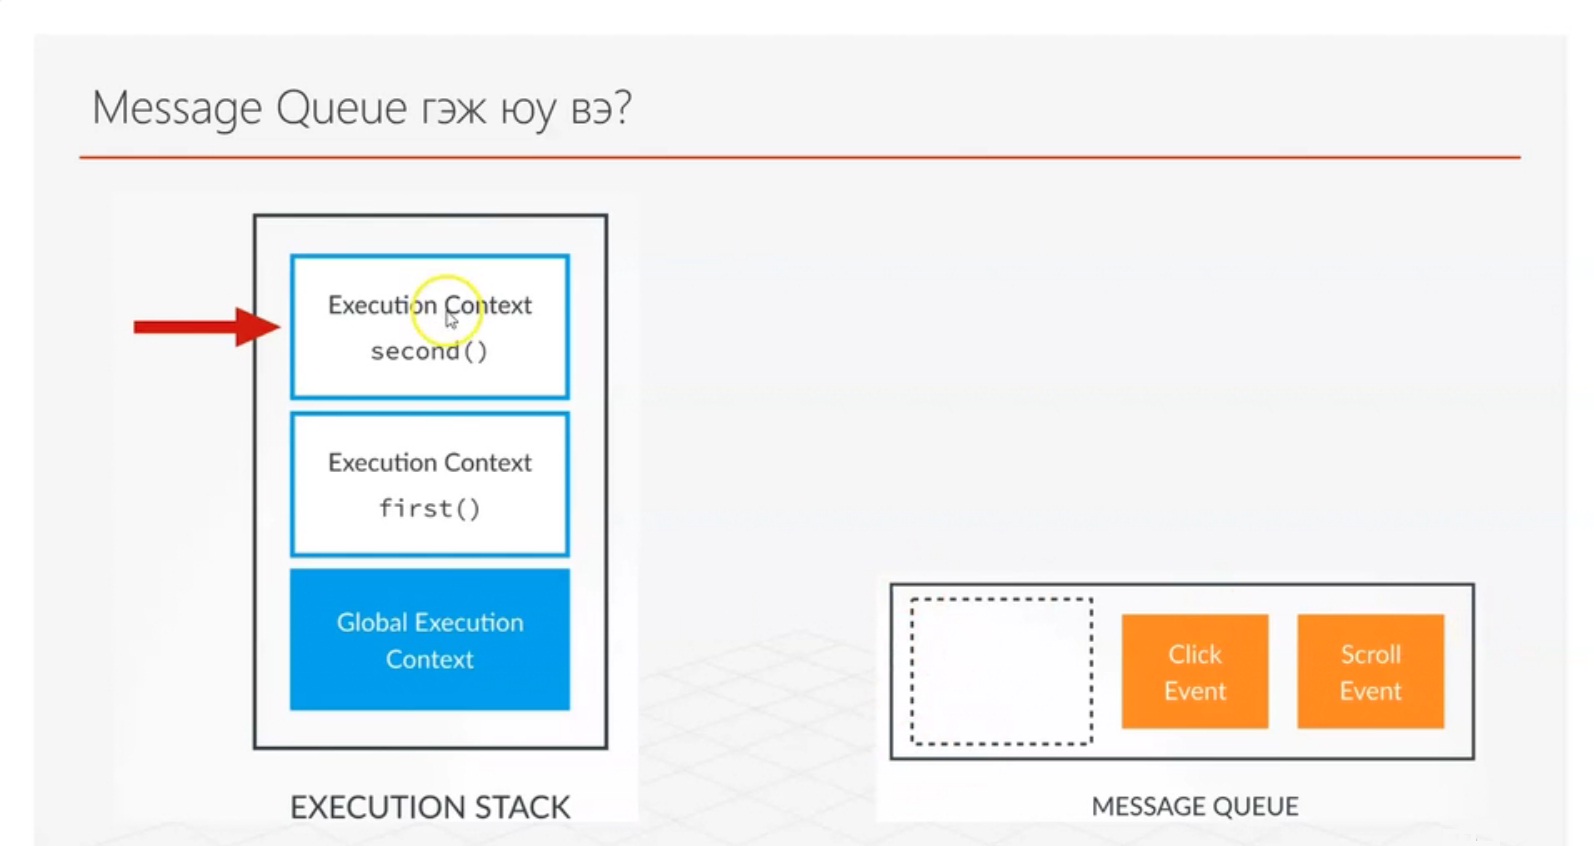 Message Queue гэж юу вэ?
Execution Context
second()
Execution Context
first()
Global Execution
Context
EXECUTION STACK
Click
Event
Scroll
Event
MESSAGE QUEUE